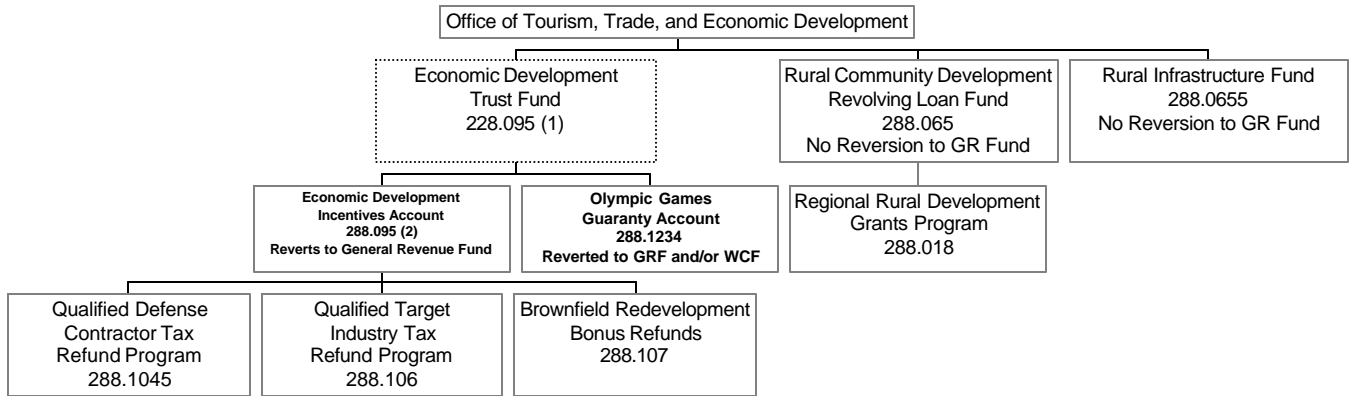 Office of Tourism, Trade, and Economic Development
Economic Development
Trust Fund
228.095 (1)
Rural Community Development
Revolving Loan Fund
288.065
No Reversion to GR Fund
Rural Infrastructure Fund
288.0655
No Reversion to GR Fund
Economic Development
Incentives Account
288.095 (2)
Reverts to General Revenue Fund
Olympic Games
Guaranty Account
288.1234
Reverted to GRF and/or WCF
Regional Rural Development
Grants Program
288.018
Qualified Defense
Contractor Tax
Refund Program
288.1045
Qualified Target
Industry Tax
Refund Program
288.106
Brownfield Redevelopment
Bonus Refunds
288.107